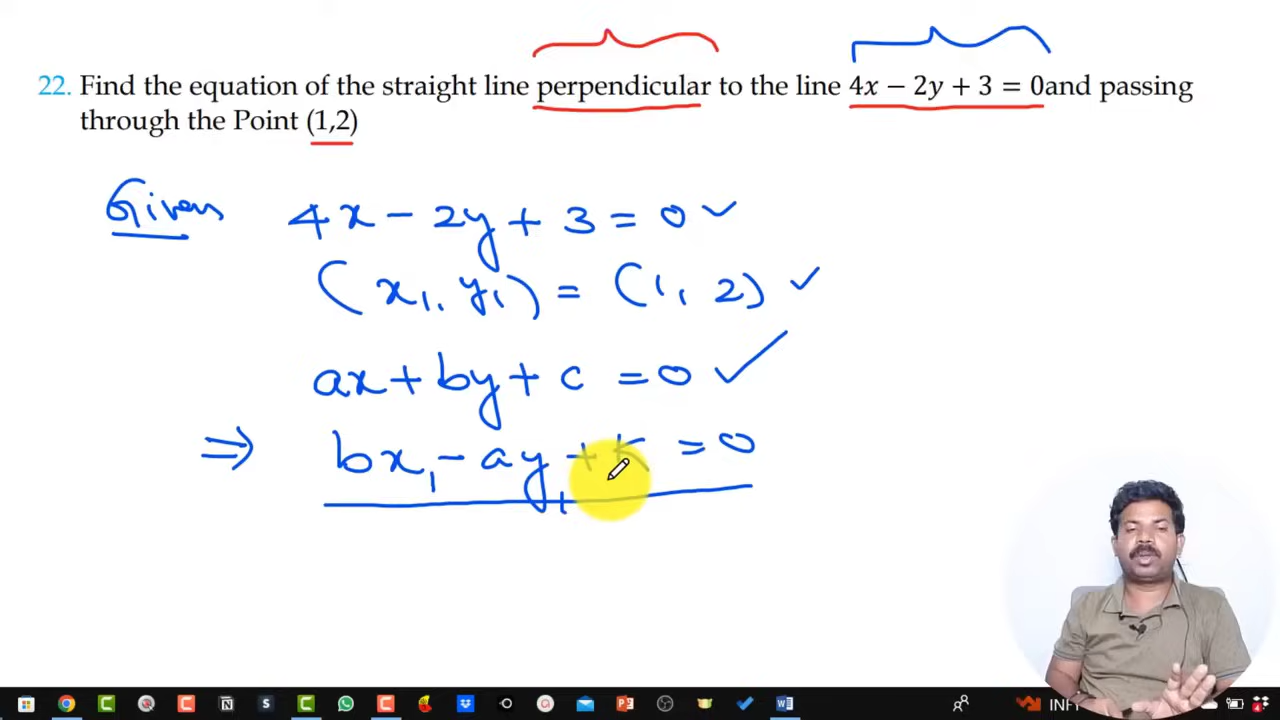 22. Find the equation of the straight line perpendicular to the line 4x − 2y + 3 = 0and passing
through the Point (1,2)
Given 4x - 2y + 3 = 0 ✓
(x₁, y₁) = (1, 2) ✓
ax + by + c = 0 ✓
⇒ bx₁ - ay₁ + K = 0
INFY